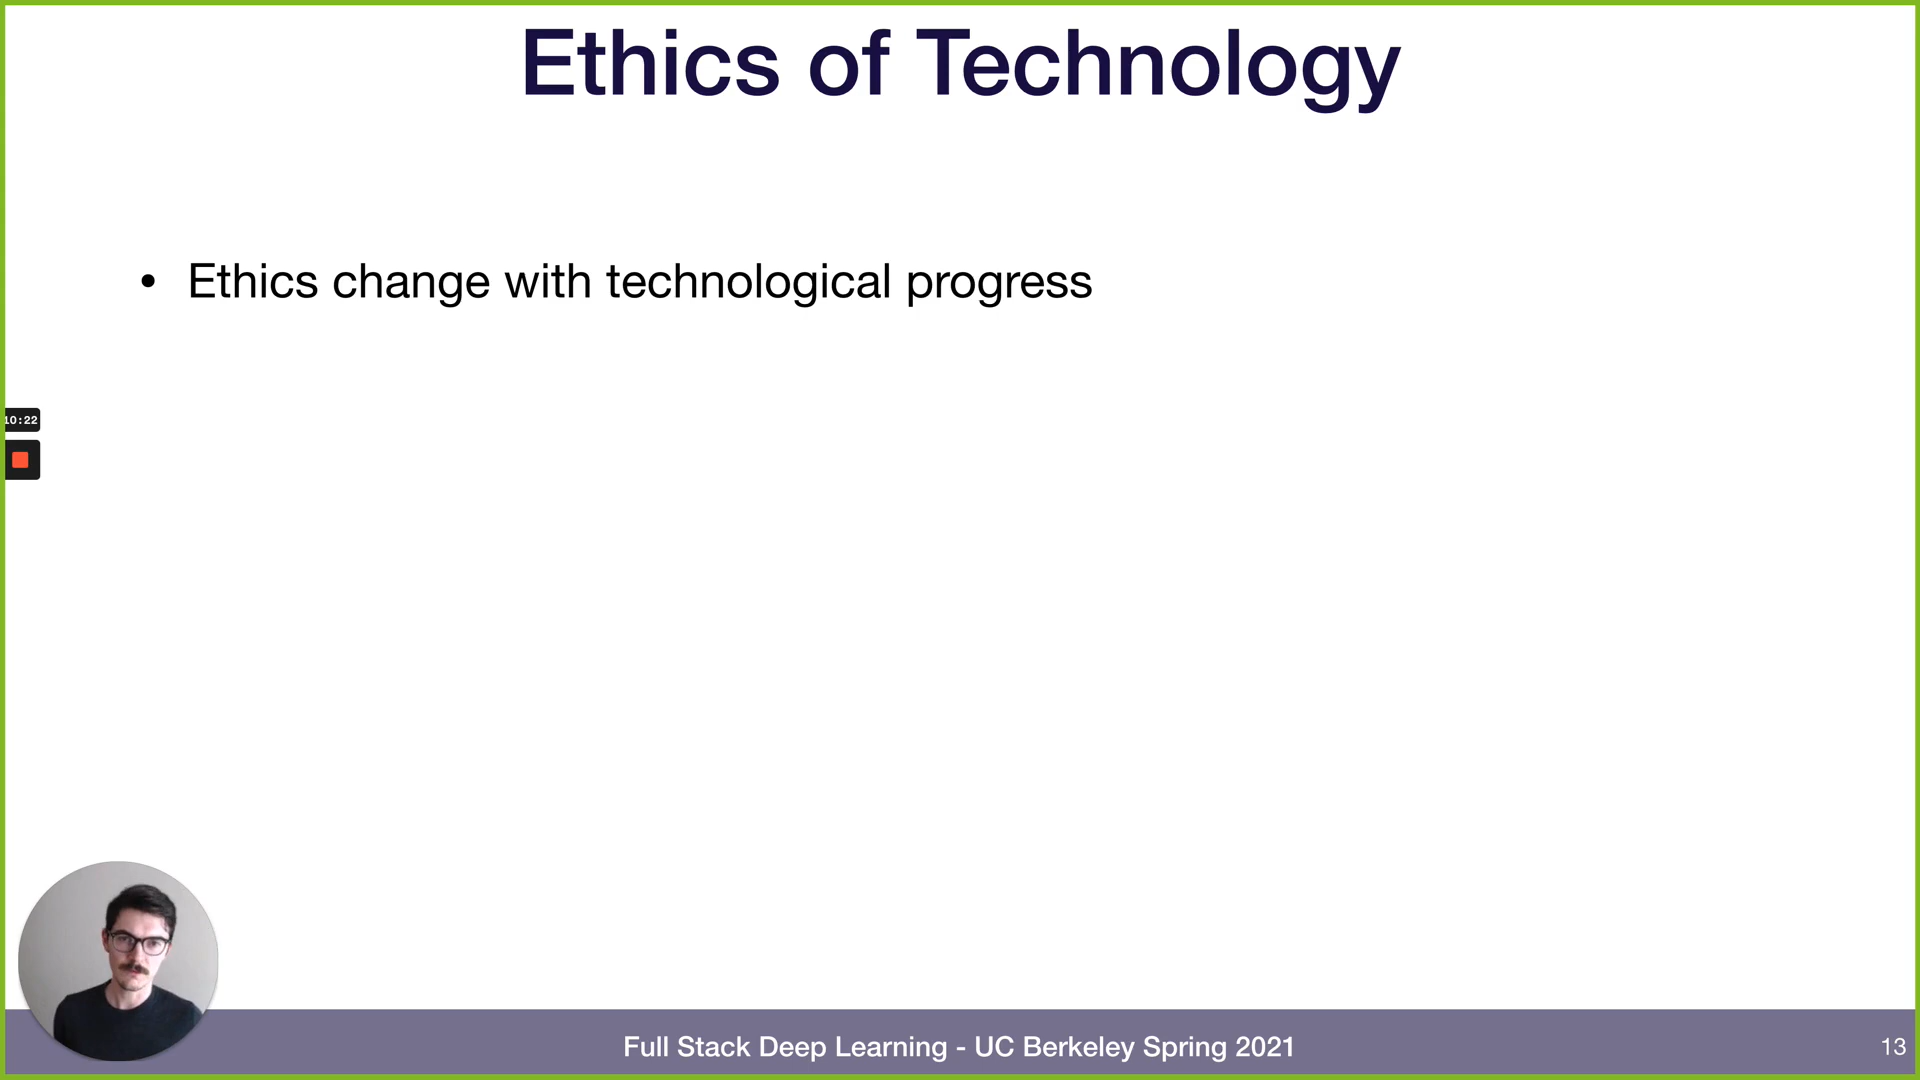 Ethics of Technology
• Ethics change with technological progress
10:22
Full Stack Deep Learning - UC Berkeley Spring 2021
13